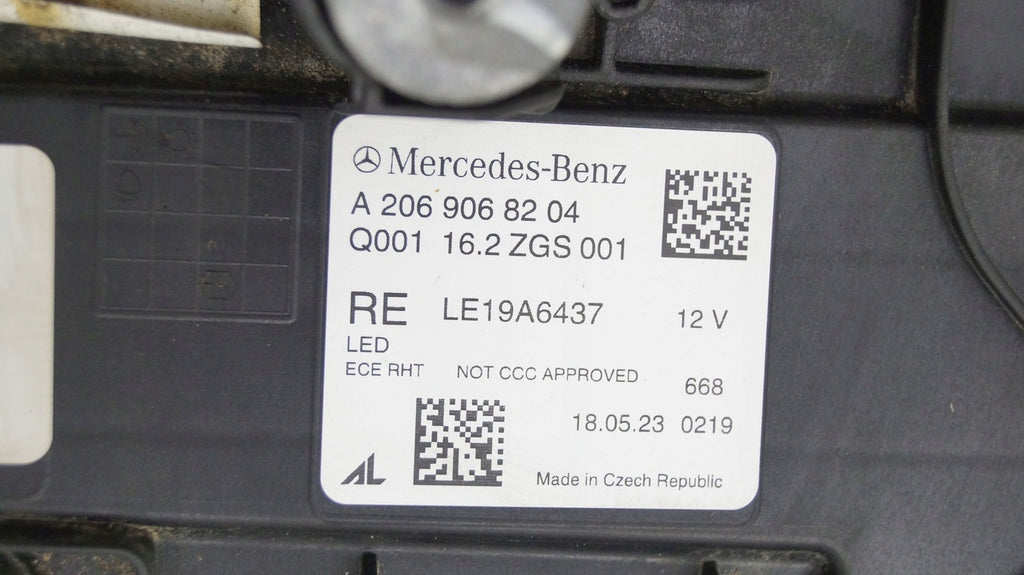 Mercedes-Benz
A 206 906 82 04
Q001 16.2 ZGS 001
RE LE19A6437 12 V
LED
ECE RHT NOT CCC APPROVED 668
18.05.23 0219
AL Made in Czech Republic